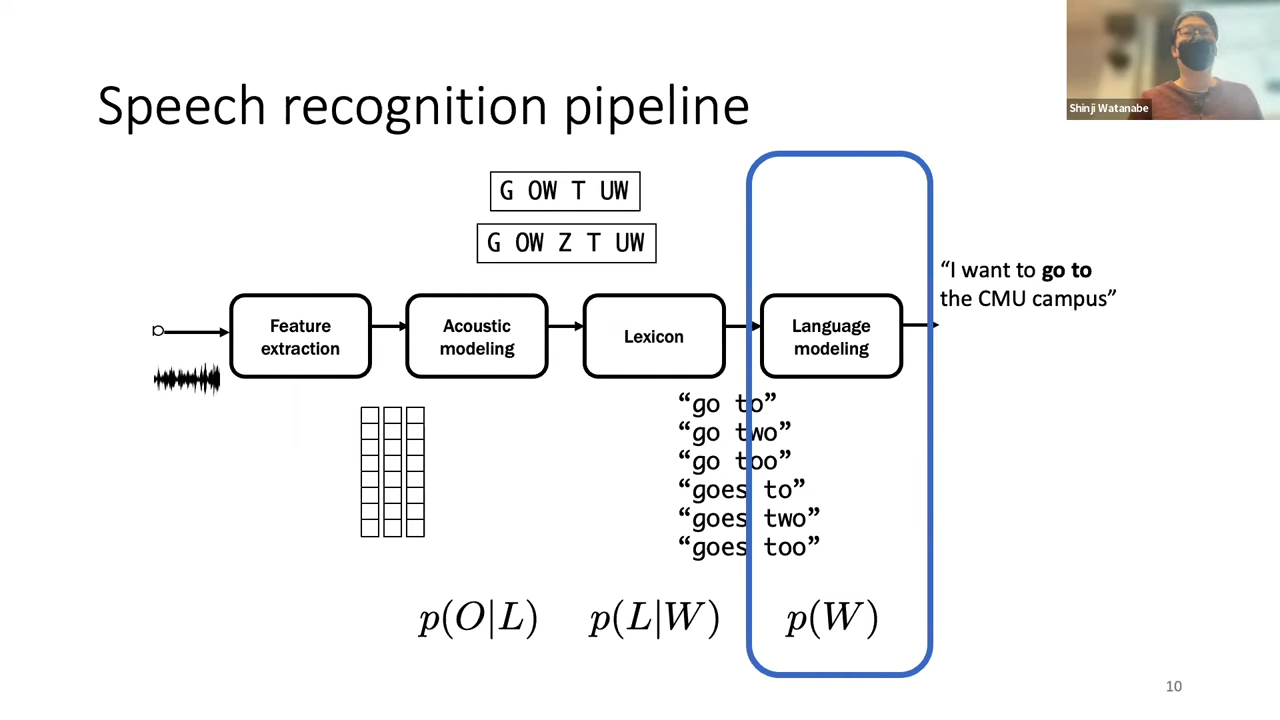 Shinji Watanabe
Speech recognition pipeline
G OW T UW
G OW Z T UW
“I want to go to
the CMU campus”
Feature
extraction
Acoustic
modeling
Lexicon
Language
modeling
“go to”
“go two”
“go too”
“goes to”
“goes two”
“goes too”
p(O|L)
p(L|W)
p(W)
10